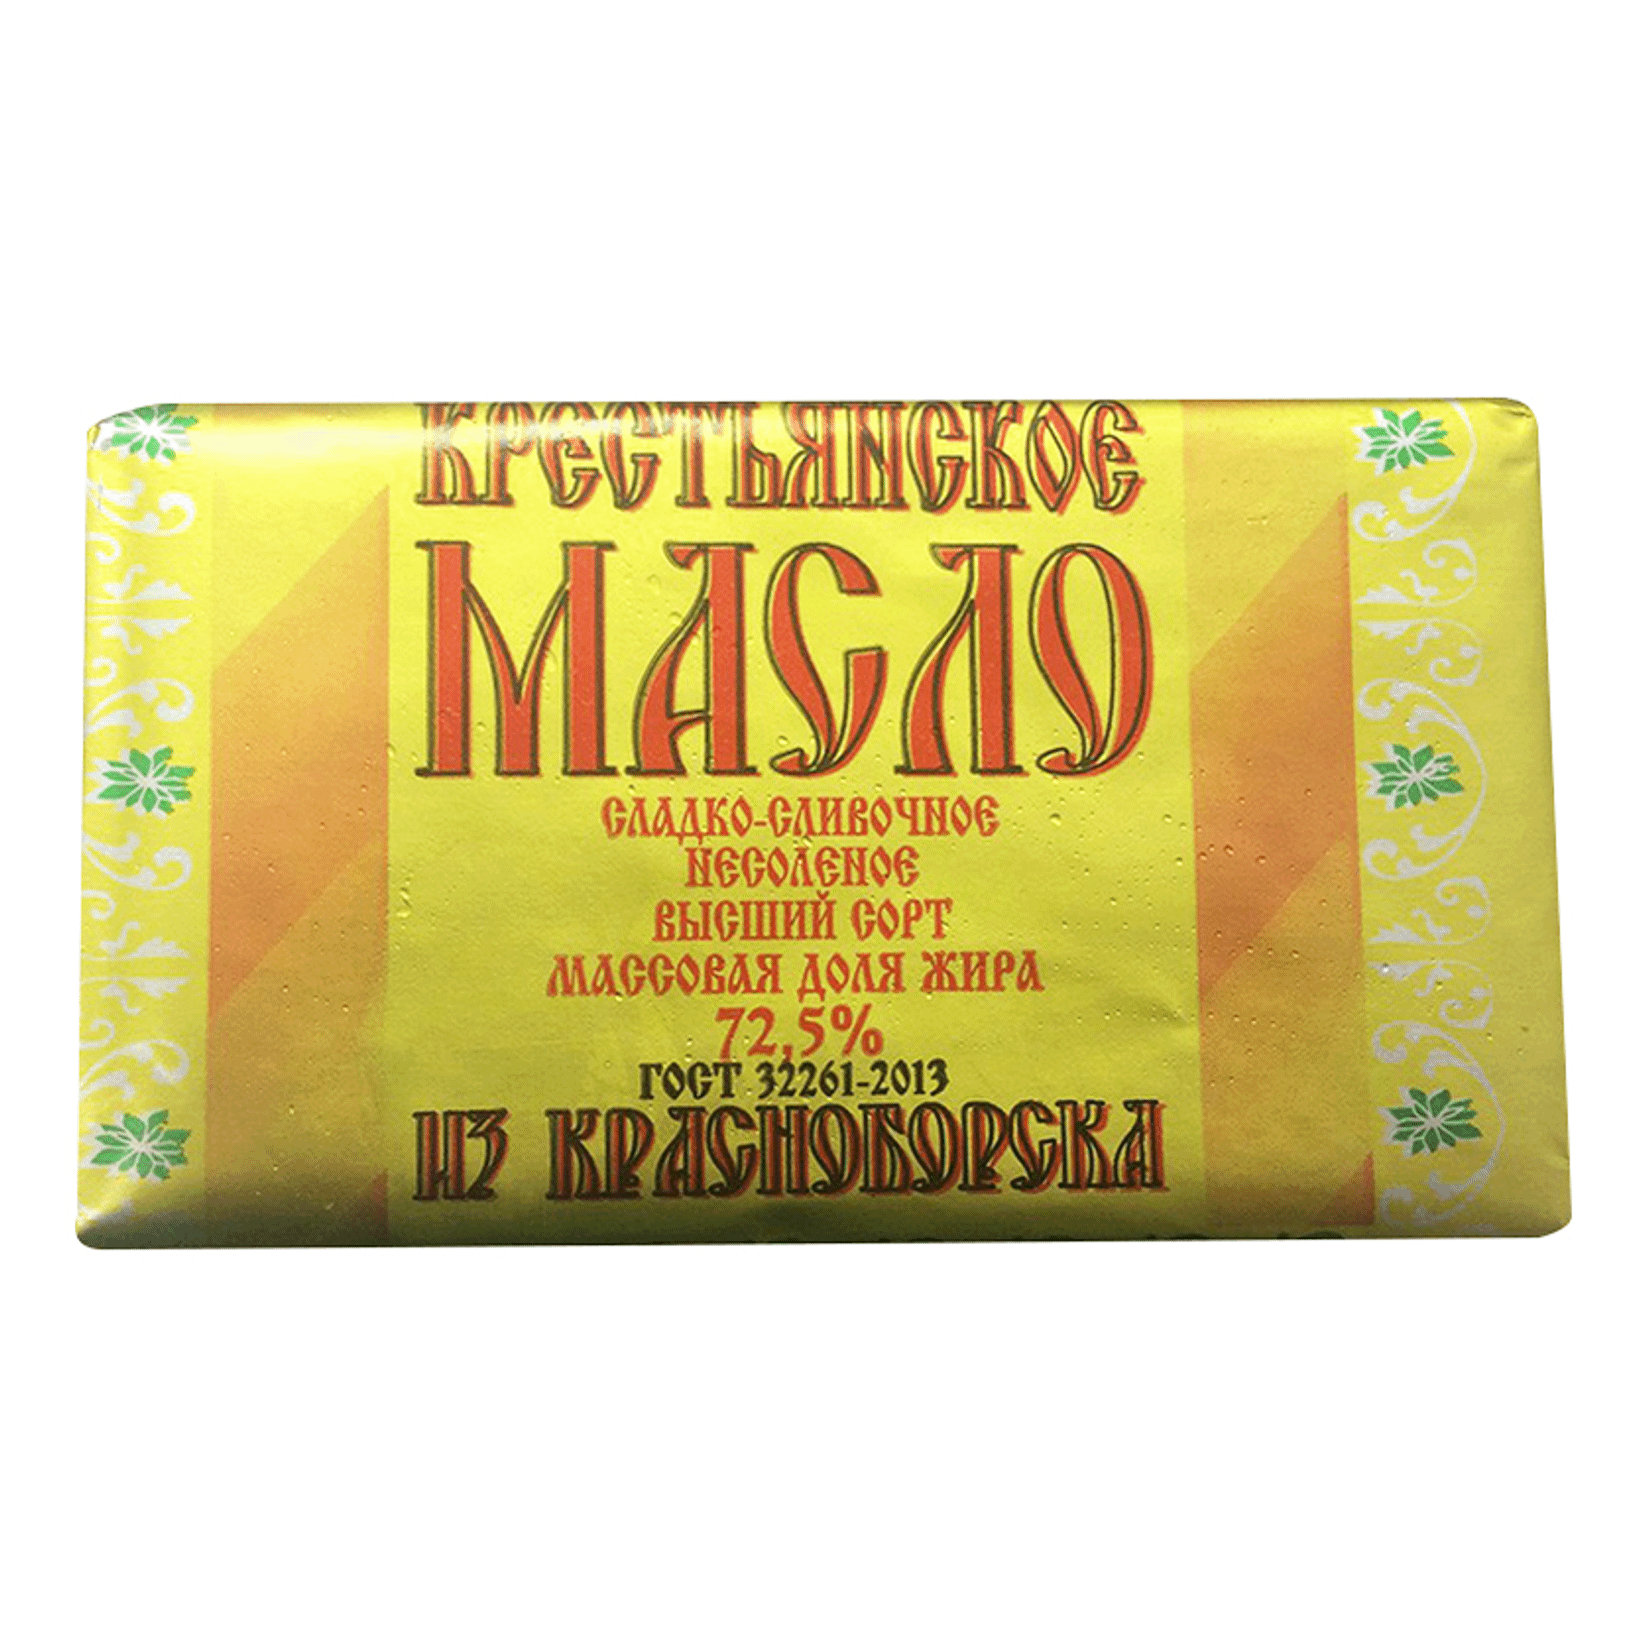 КРЕСТЬЯНСКОЕ
МАСЛО
СЛАДКО-СЛИВОЧНОЕ
НЕСОЛЕНОЕ
ВЫСШИЙ СОРТ
МАССОВАЯ ДОЛЯ ЖИРА
72,5%
ГОСТ 32261-2013
ИЗ КРАСНОБОРСКА